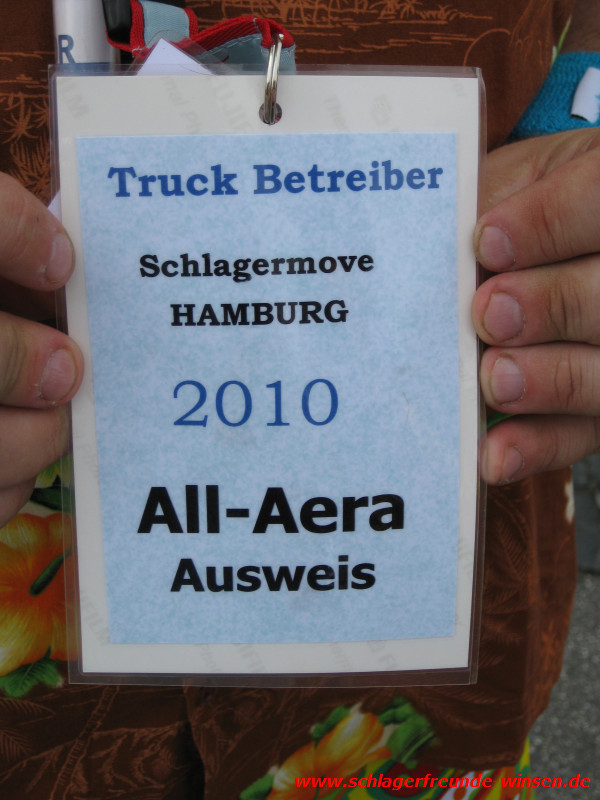 R
Truck Betreiber
Schlagermove
HAMBURG
2010
All-Aera
Ausweis
www.schlagerfreunde-winsen.de